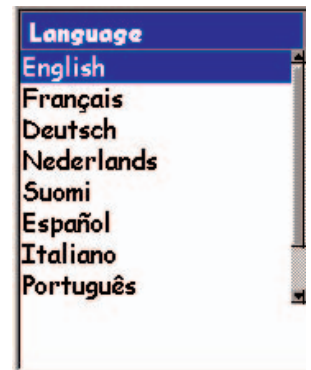 Language
English
Français
Deutsch
Nederlands
Suomi
Español
Italiano
Português